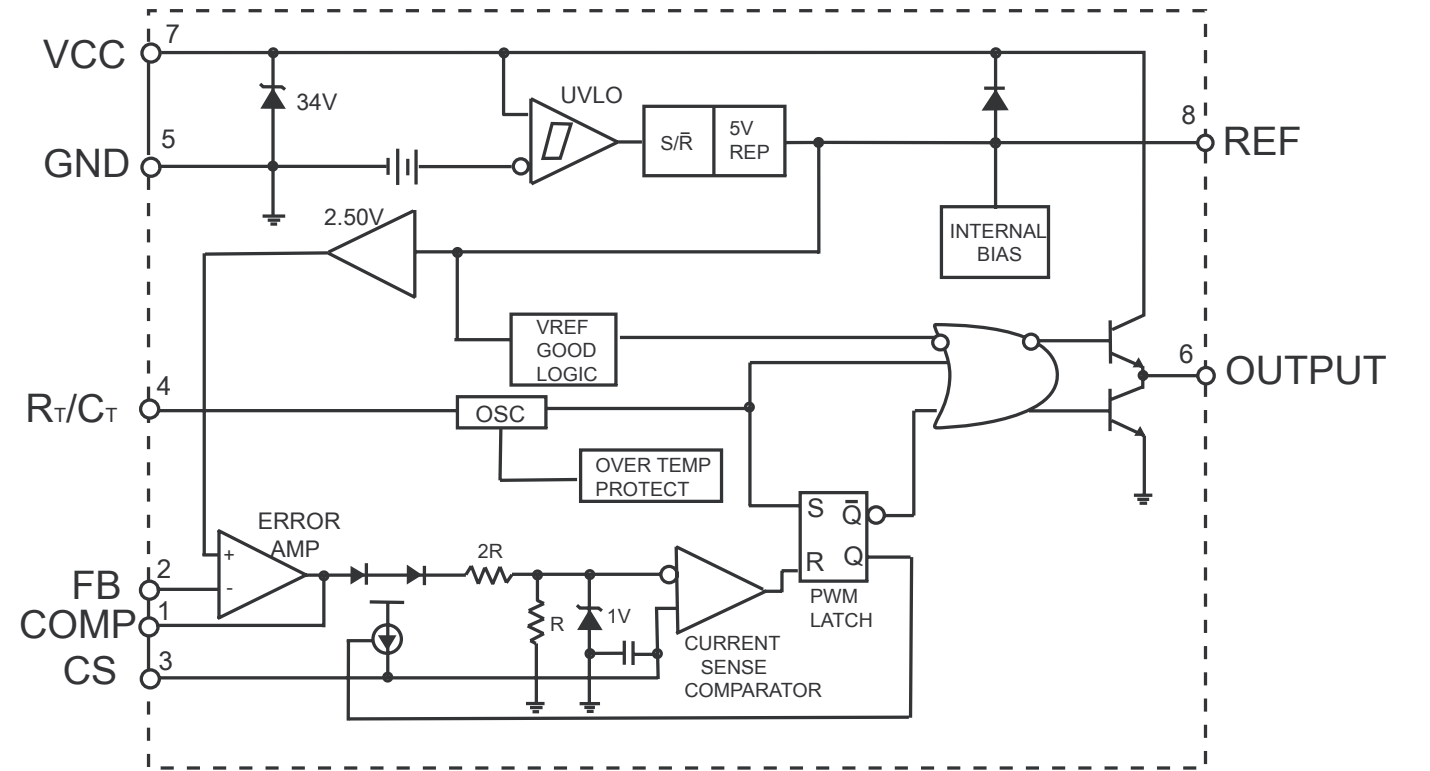 7
VCC
34V
UVLO
5
GND
S/R̅
5V
REP
8
REF
2.50V
INTERNAL
BIAS
VREF
GOOD
LOGIC
6
OUTPUT
4
RT/CT
OSC
OVER TEMP
PROTECT
ERROR
AMP
+
-
2
FB
1
COMP
3
CS
2R
R
1V
CURRENT
SENSE
COMPARATOR
S
Q̅
R
Q
PWM
LATCH